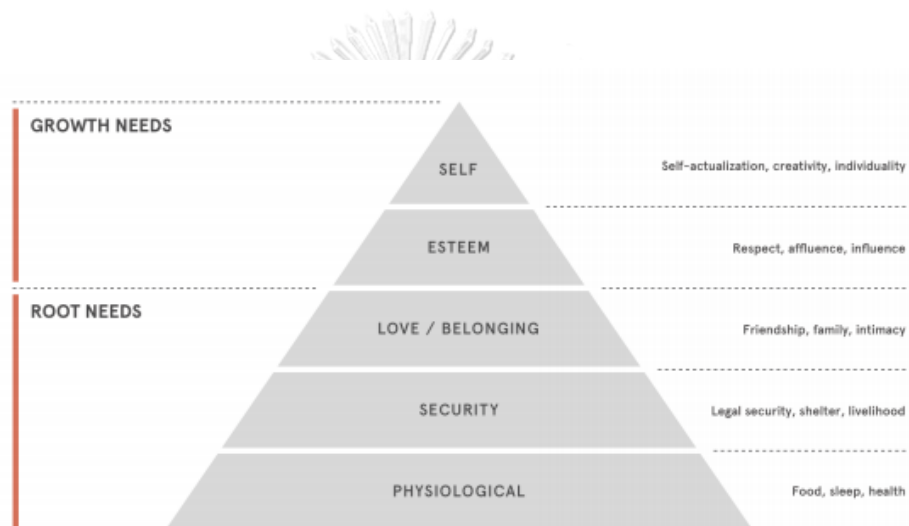 GROWTH NEEDS
SELF
Self-actualization, creativity, individuality
ESTEEM
Respect, affluence, influence
ROOT NEEDS
LOVE / BELONGING
Friendship, family, intimacy
SECURITY
Legal security, shelter, livelihood
PHYSIOLOGICAL
Food, sleep, health